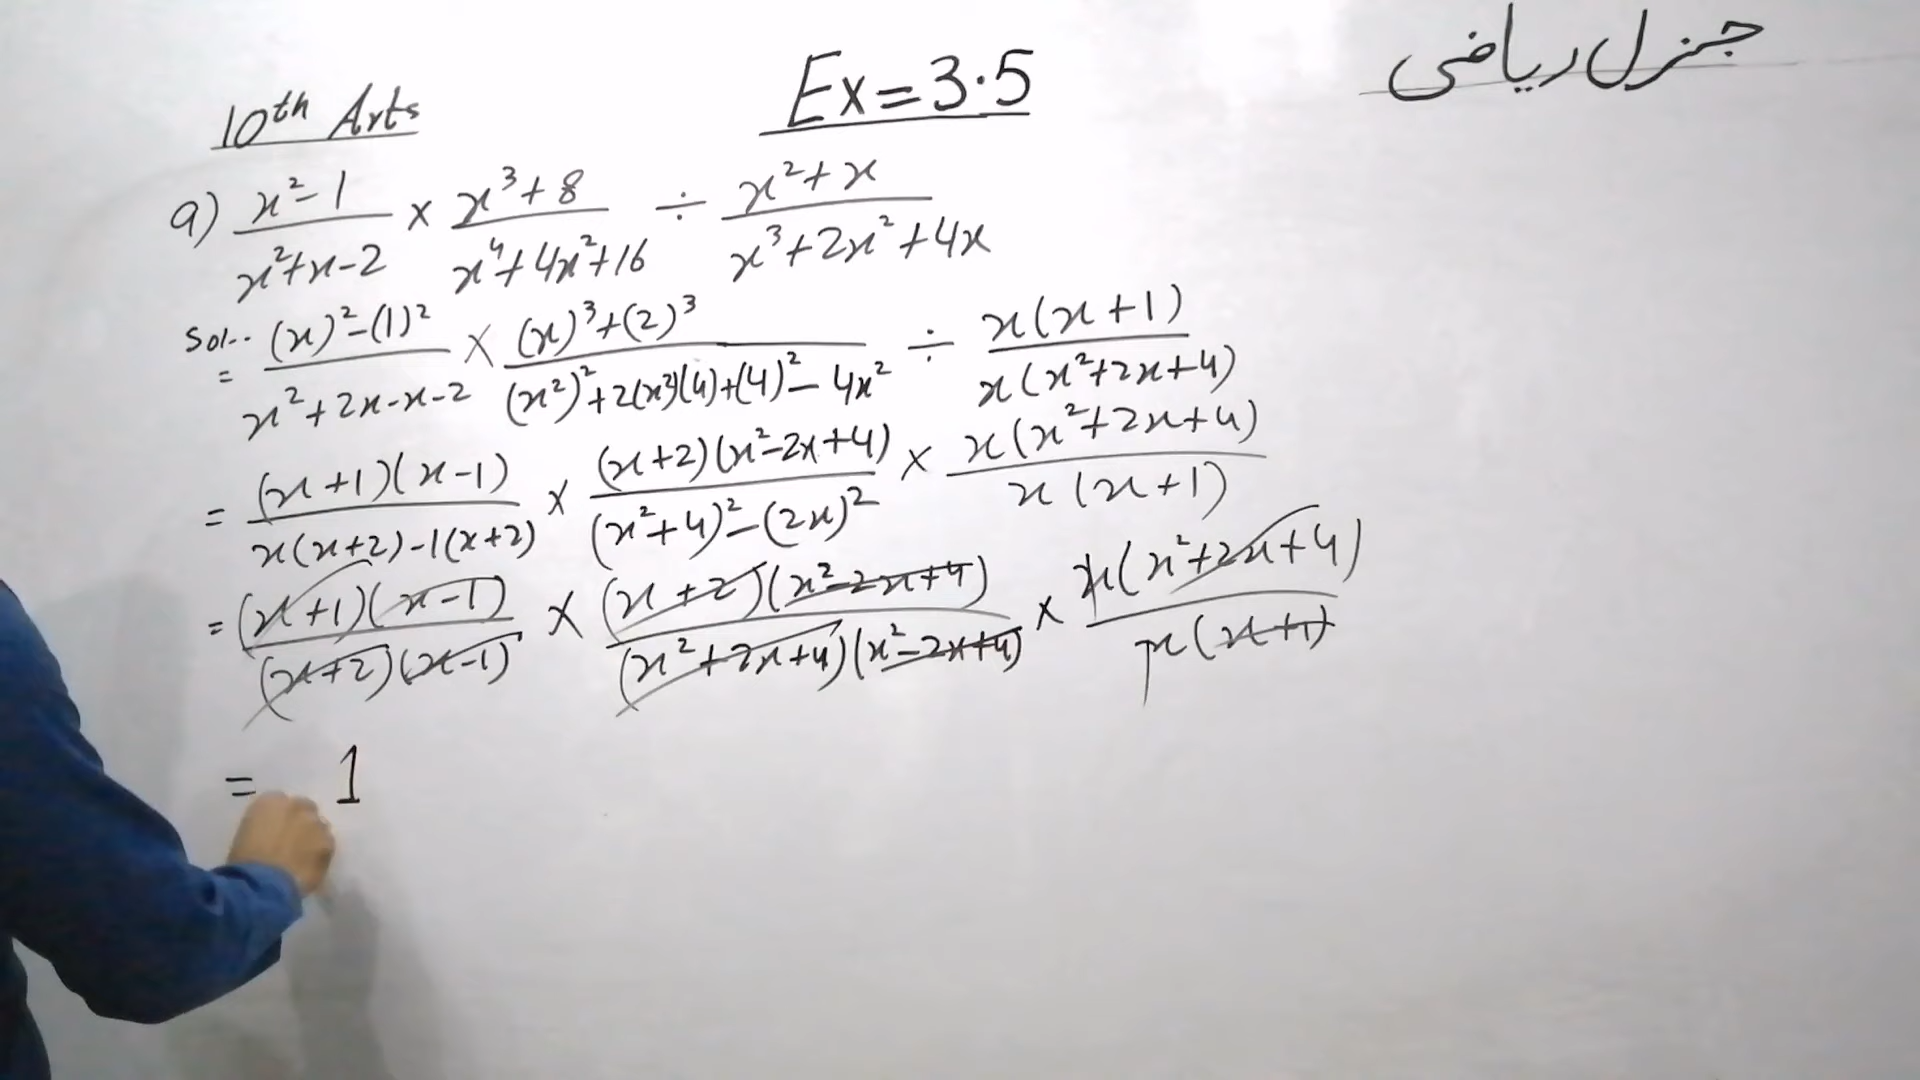 10th Arts Ex = 3.5 جنرل ریاضی
9) (x² - 1)/(x² + x - 2) × (x³ + 8)/(x⁴ + 4x² + 16) ÷ (x² + x)/(x³ + 2x² + 4x)
Sol.. = ((x)² - (1)²)/(x² + 2x - x - 2) × ((x)³ + (2)³)/((x²)² + 2(x²)(4) + (4)² - 4x²) ÷ x(x + 1)/x(x² + 2x + 4)
= (x + 1)(x - 1)/(x(x + 2) - 1(x + 2)) × (x + 2)(x² - 2x + 4)/((x² + 4)² - (2x)²) × x(x² + 2x + 4)/x(x + 1)
= (x + 1)(x - 1)/(x + 2)(x - 1) × (x + 2)(x² - 2x + 4)/(x² + 2x + 4)(x² - 2x + 4) × x(x² + 2x + 4)/x(x + 1)
= 1